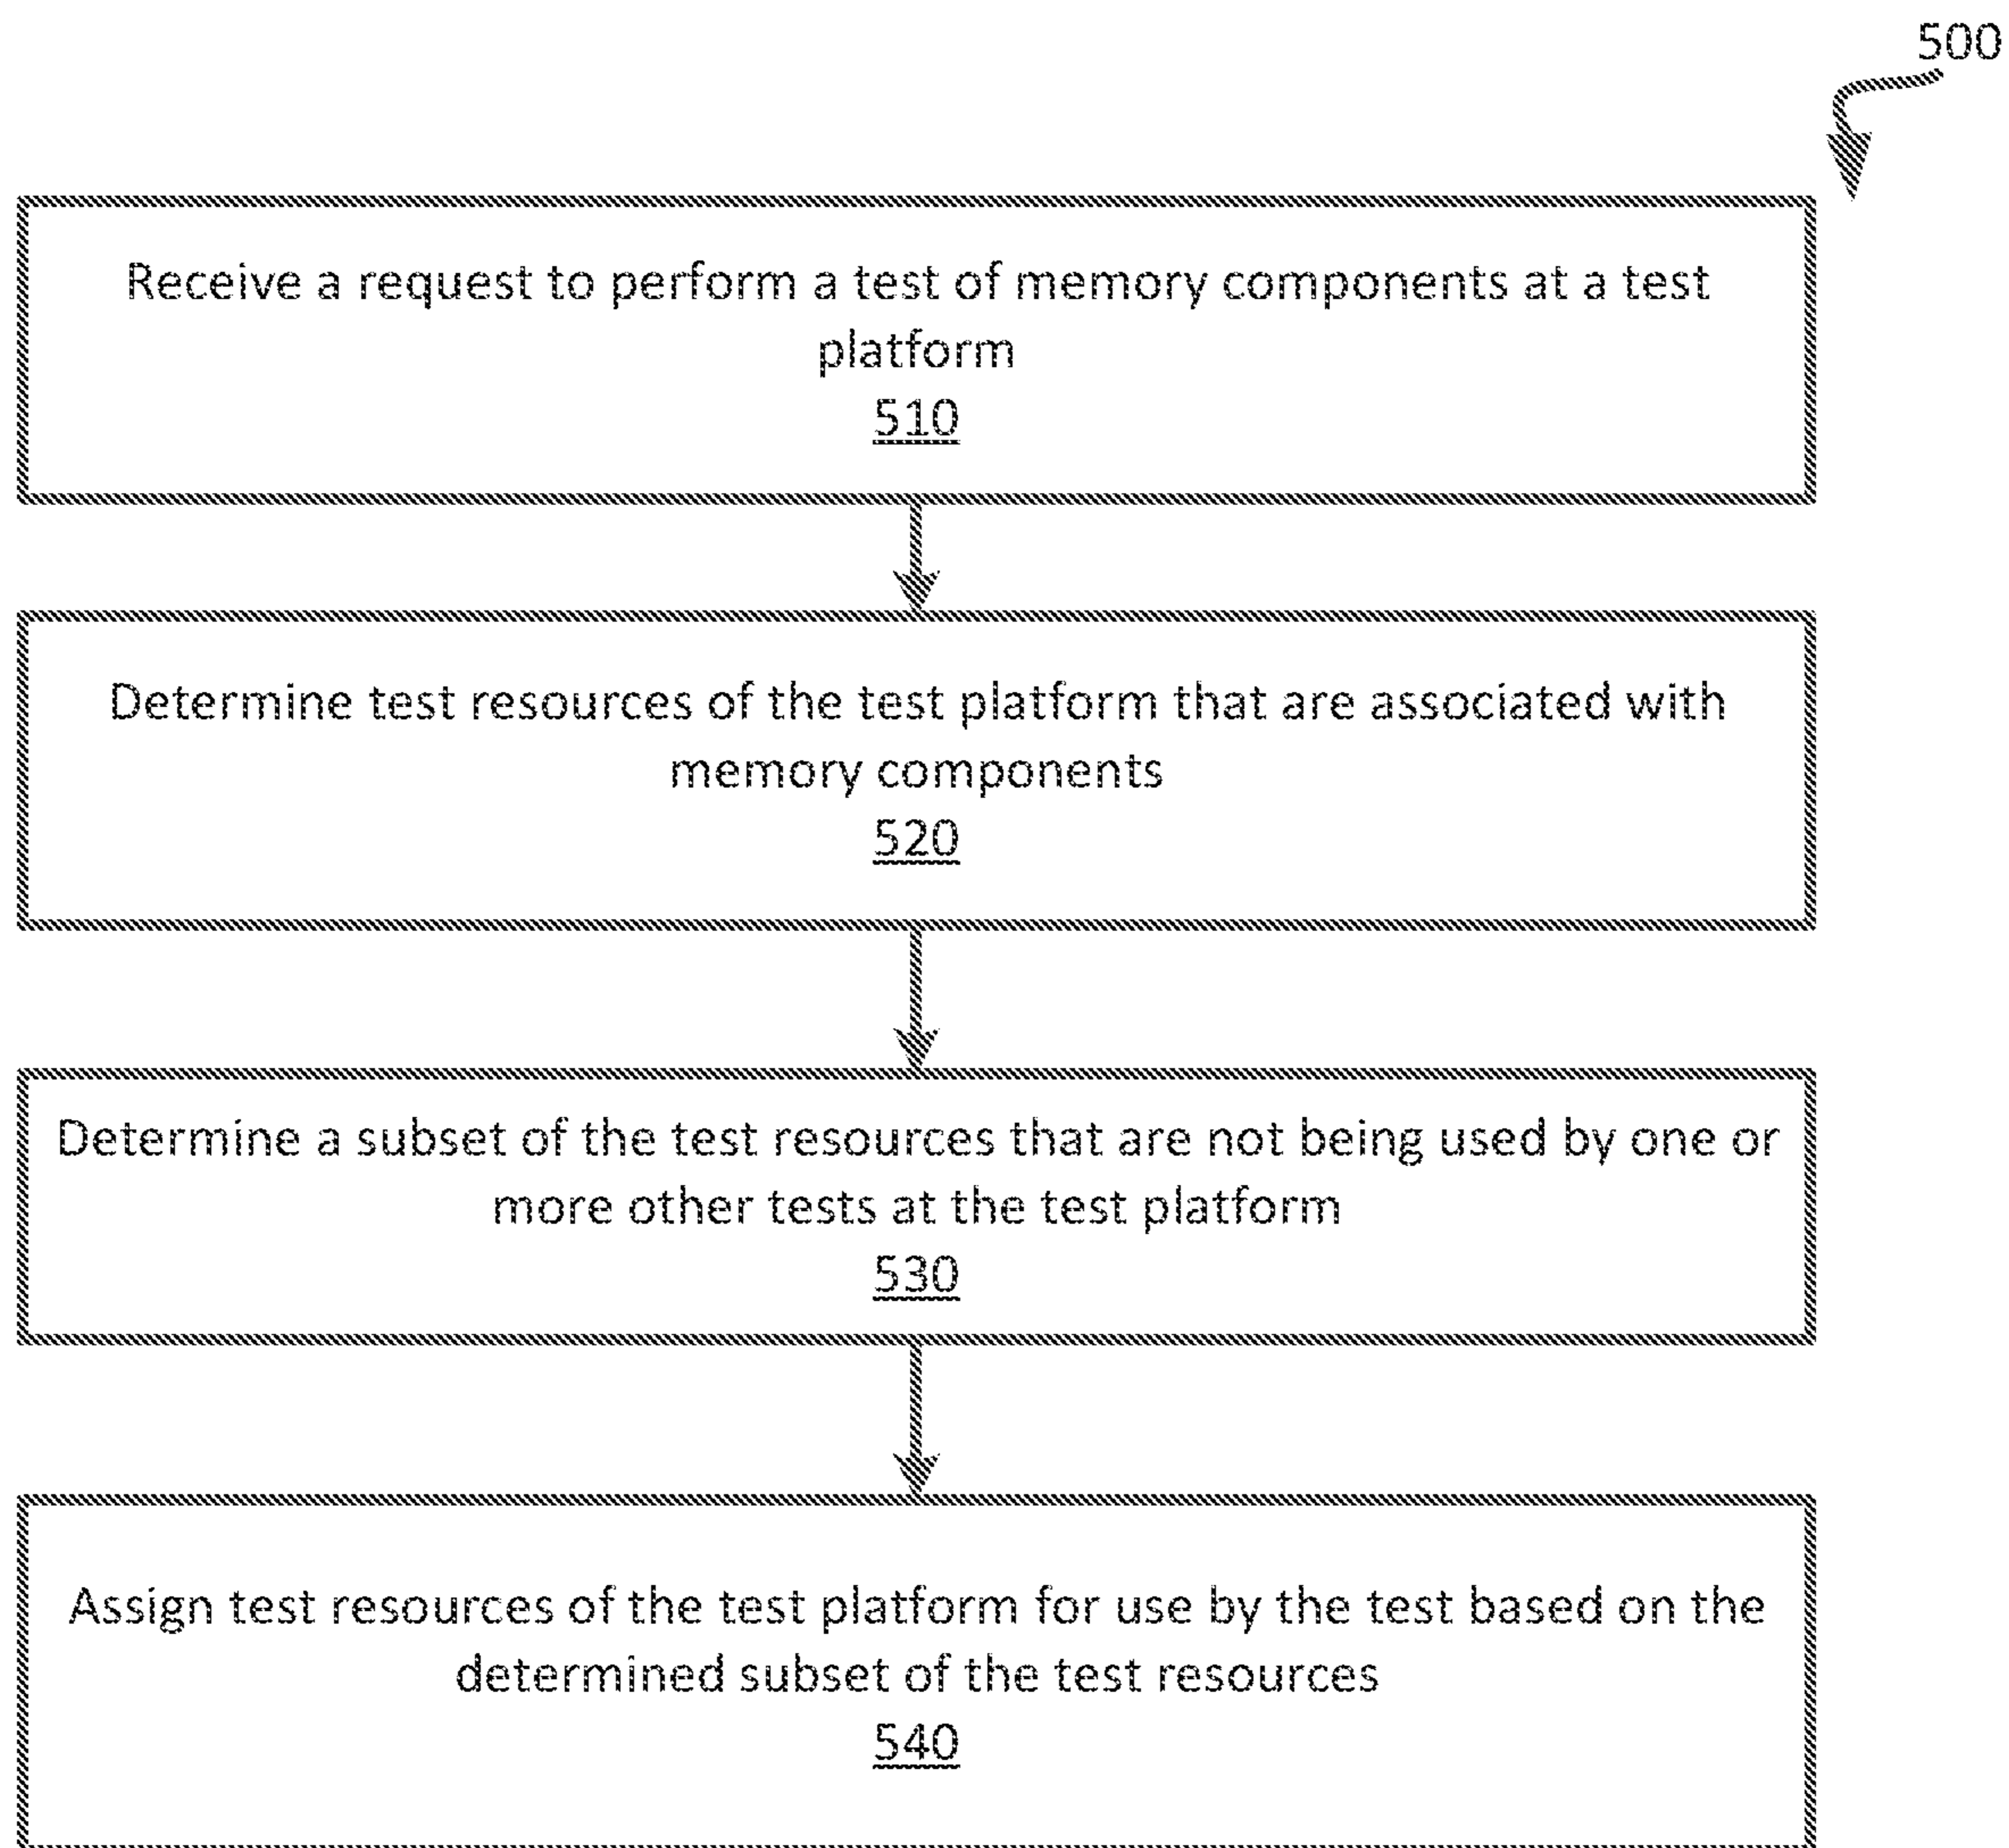 500
Receive a request to perform a test of memory components at a test
platform
510
Determine test resources of the test platform that are associated with
memory components
520
Determine a subset of the test resources that are not being used by one or
more other tests at the test platform
530
Assign test resources of the test platform for use by the test based on the
determined subset of the test resources
540